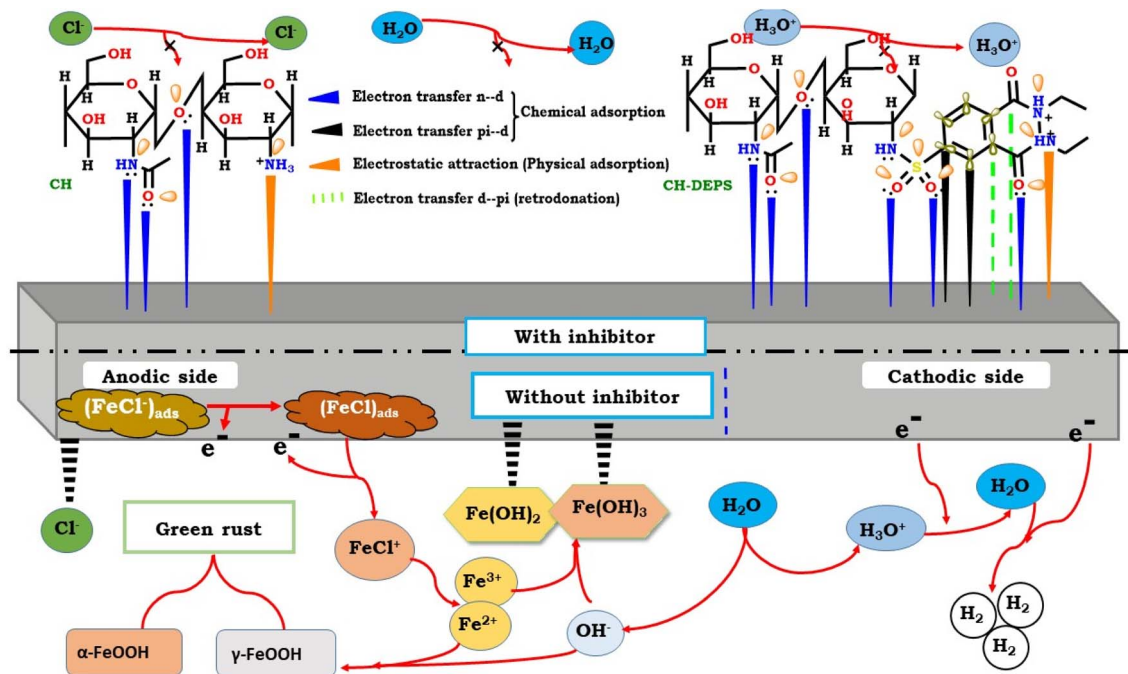 Cl⁻
Cl⁻
H₂O
H₂O
H₃O⁺
H₃O⁺
OH
OH
OH
OH
H
H
O
H
H
O
H
H
H
O
H
H
O
H
OH
H
OH
H
OH
H
OH
H
H
HN
H
⁺NH₃
H
HN
HN
O
O
CH
O
O
S
O
O
O
H
N
+
HN
+
O
CH-DEPS
Electron transfer n--d
Electron transfer pi-d
Chemical adsorption
Electrostatic attraction (Physical adsorption)
Electron transfer d--pi (retrodonation)
With inhibitor
Anodic side
Without inhibitor
Cathodic side
(FeCl⁻)ads
(FeCl)ads
e⁻
e⁻
e⁻
e⁻
Cl⁻
Green rust
FeCl⁺
Fe(OH)₂
Fe(OH)₃
H₂O
H₃O⁺
H₂O
Fe³⁺
Fe²⁺
OH⁻
H₂
H₂
H₂
α-FeOOH
γ-FeOOH